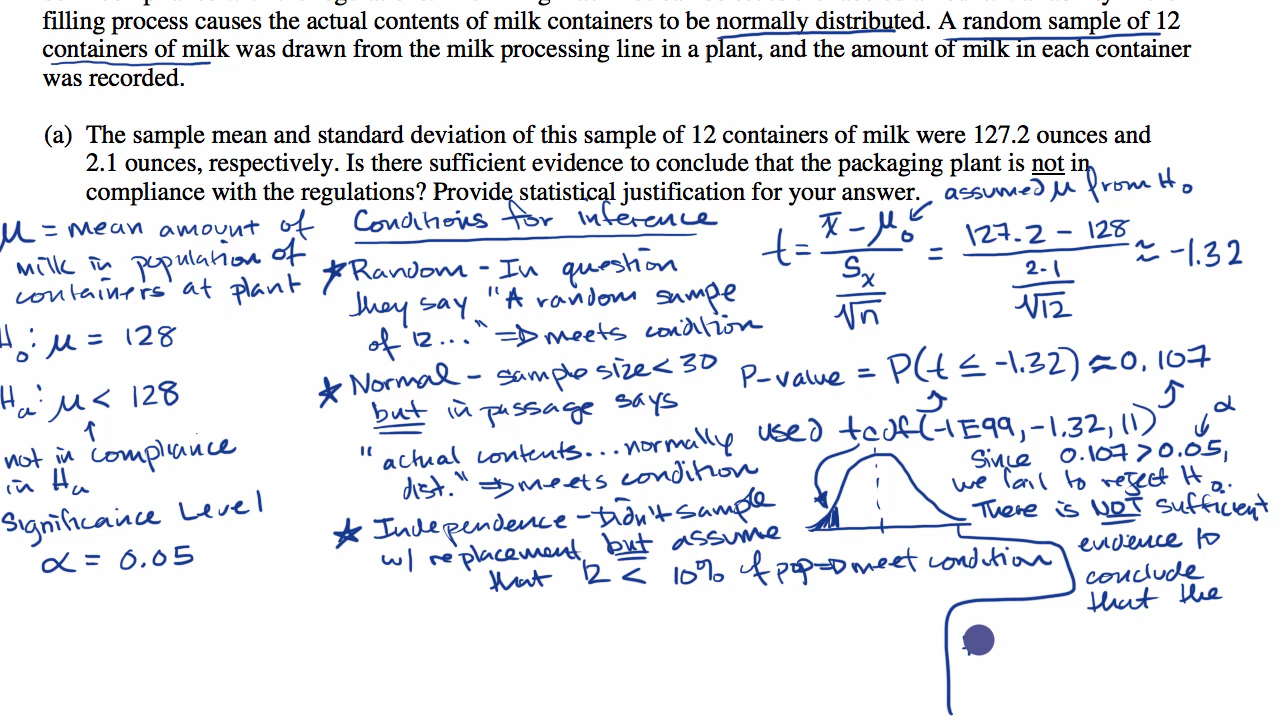 filling process causes the actual contents of milk containers to be normally distributed. A random sample of 12
containers of milk was drawn from the milk processing line in a plant, and the amount of milk in each container
was recorded.
(a) The sample mean and standard deviation of this sample of 12 containers of milk were 127.2 ounces and
2.1 ounces, respectively. Is there sufficient evidence to conclude that the packaging plant is not in
compliance with the regulations? Provide statistical justification for your answer.
μ = mean amount of
milk in population of
containers at plant
H₀: μ = 128
Hₐ: μ < 128
↑
not in compliance
in Hₐ
Significance Level
α = 0.05
Conditions for inference
★ Random - In question
they say "A random sampe
of 12..." ⇒ meets condition
★ Normal - sample size < 30
but in passage says
"actual contents...normally
dist." ⇒ meets condition
★ Independence - Didn't sample
w/ replacement, but assume
that 12 < 10% of pop ⇒ meet condition
assumed μ from H₀
t = (x̄ - μ₀) / (Sₓ / √n) = (127.2 - 128) / (2.1 / √12) ≈ -1.32
P-value = P(t ≤ -1.32) ≈ 0.107
used tcdf(-1E99, -1.32, 11)
α
Since 0.107 > 0.05,
we fail to reject H₀.
There is NOT sufficient
evidence to
conclude
that the